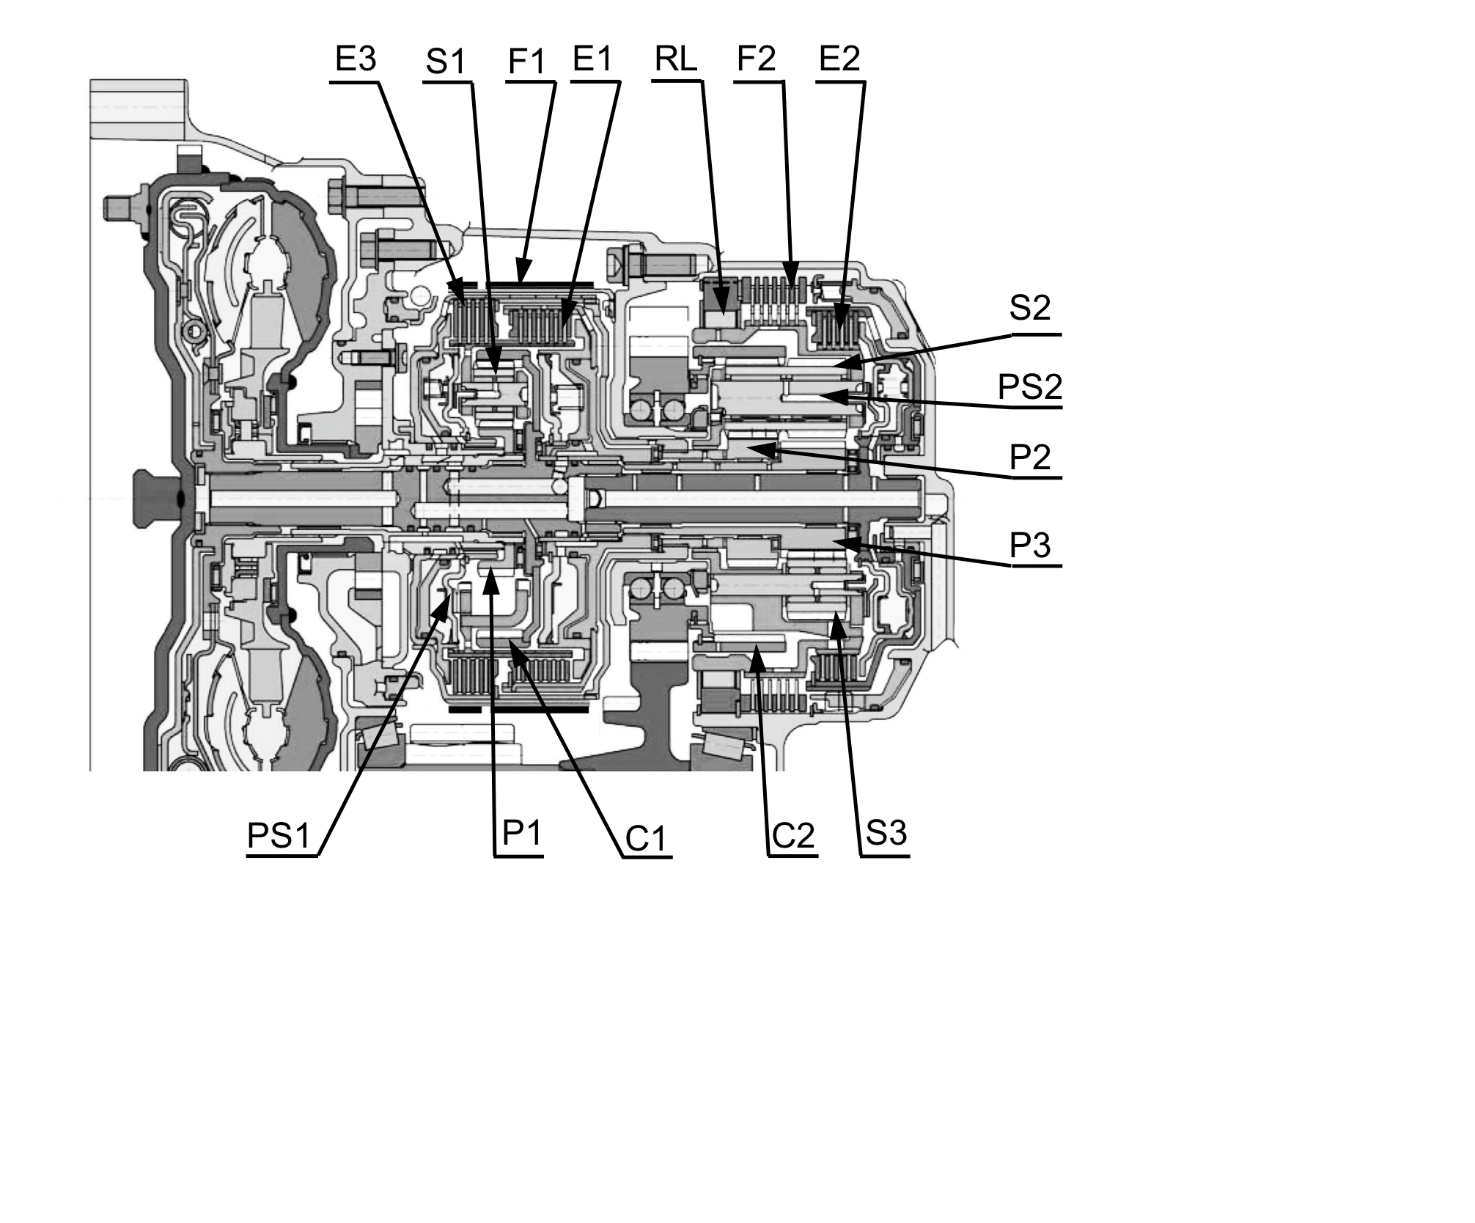 E3 S1 F1 E1 RL F2 E2
S2
PS2
P2
P3
PS1 P1 C1 C2 S3